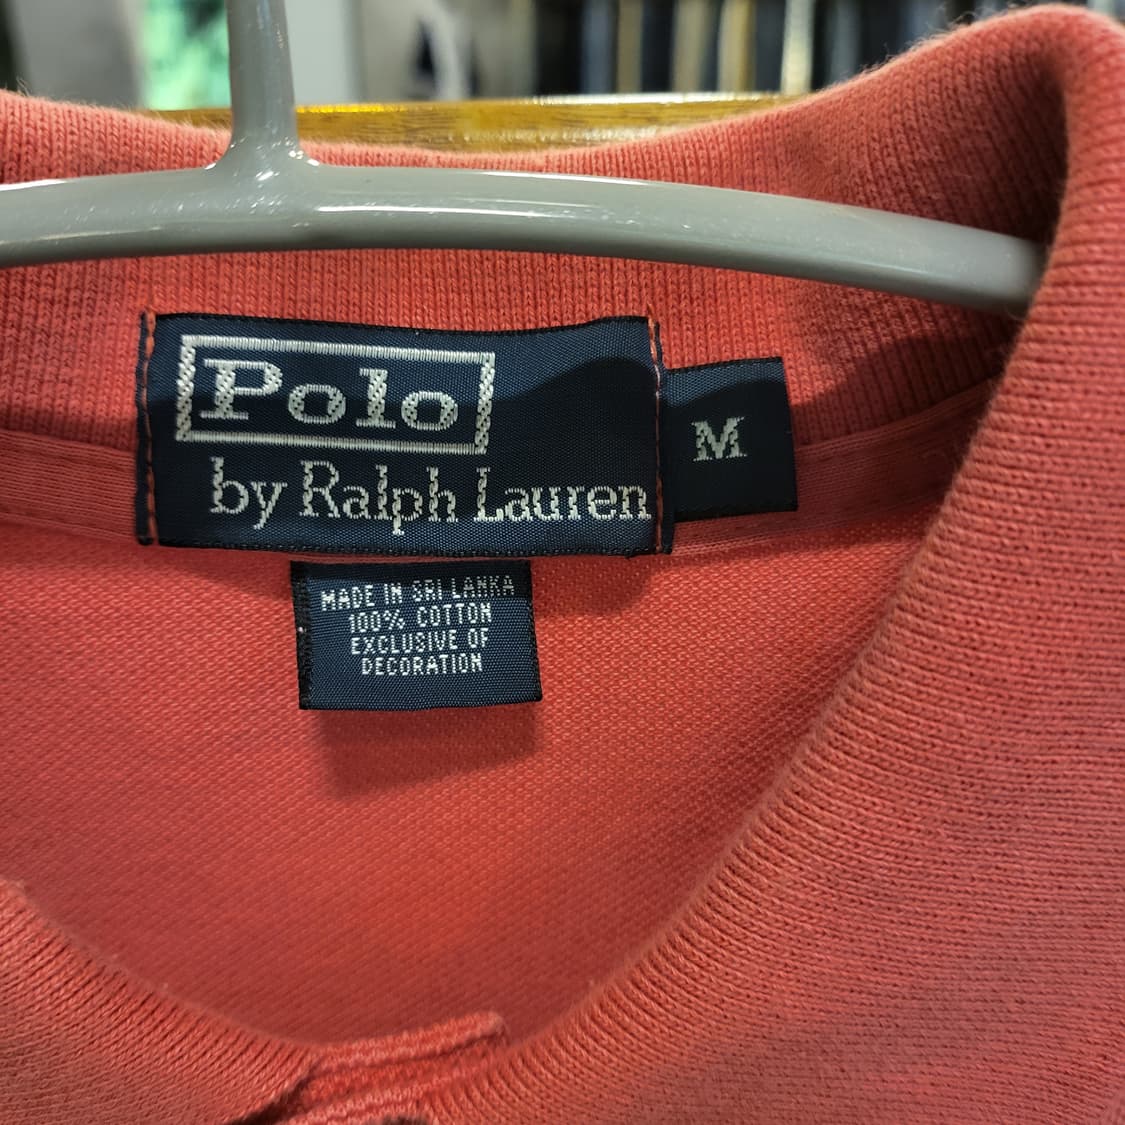 Polo
by Ralph Lauren
M
MADE IN SRI LANKA
100% COTTON
EXCLUSIVE OF
DECORATION